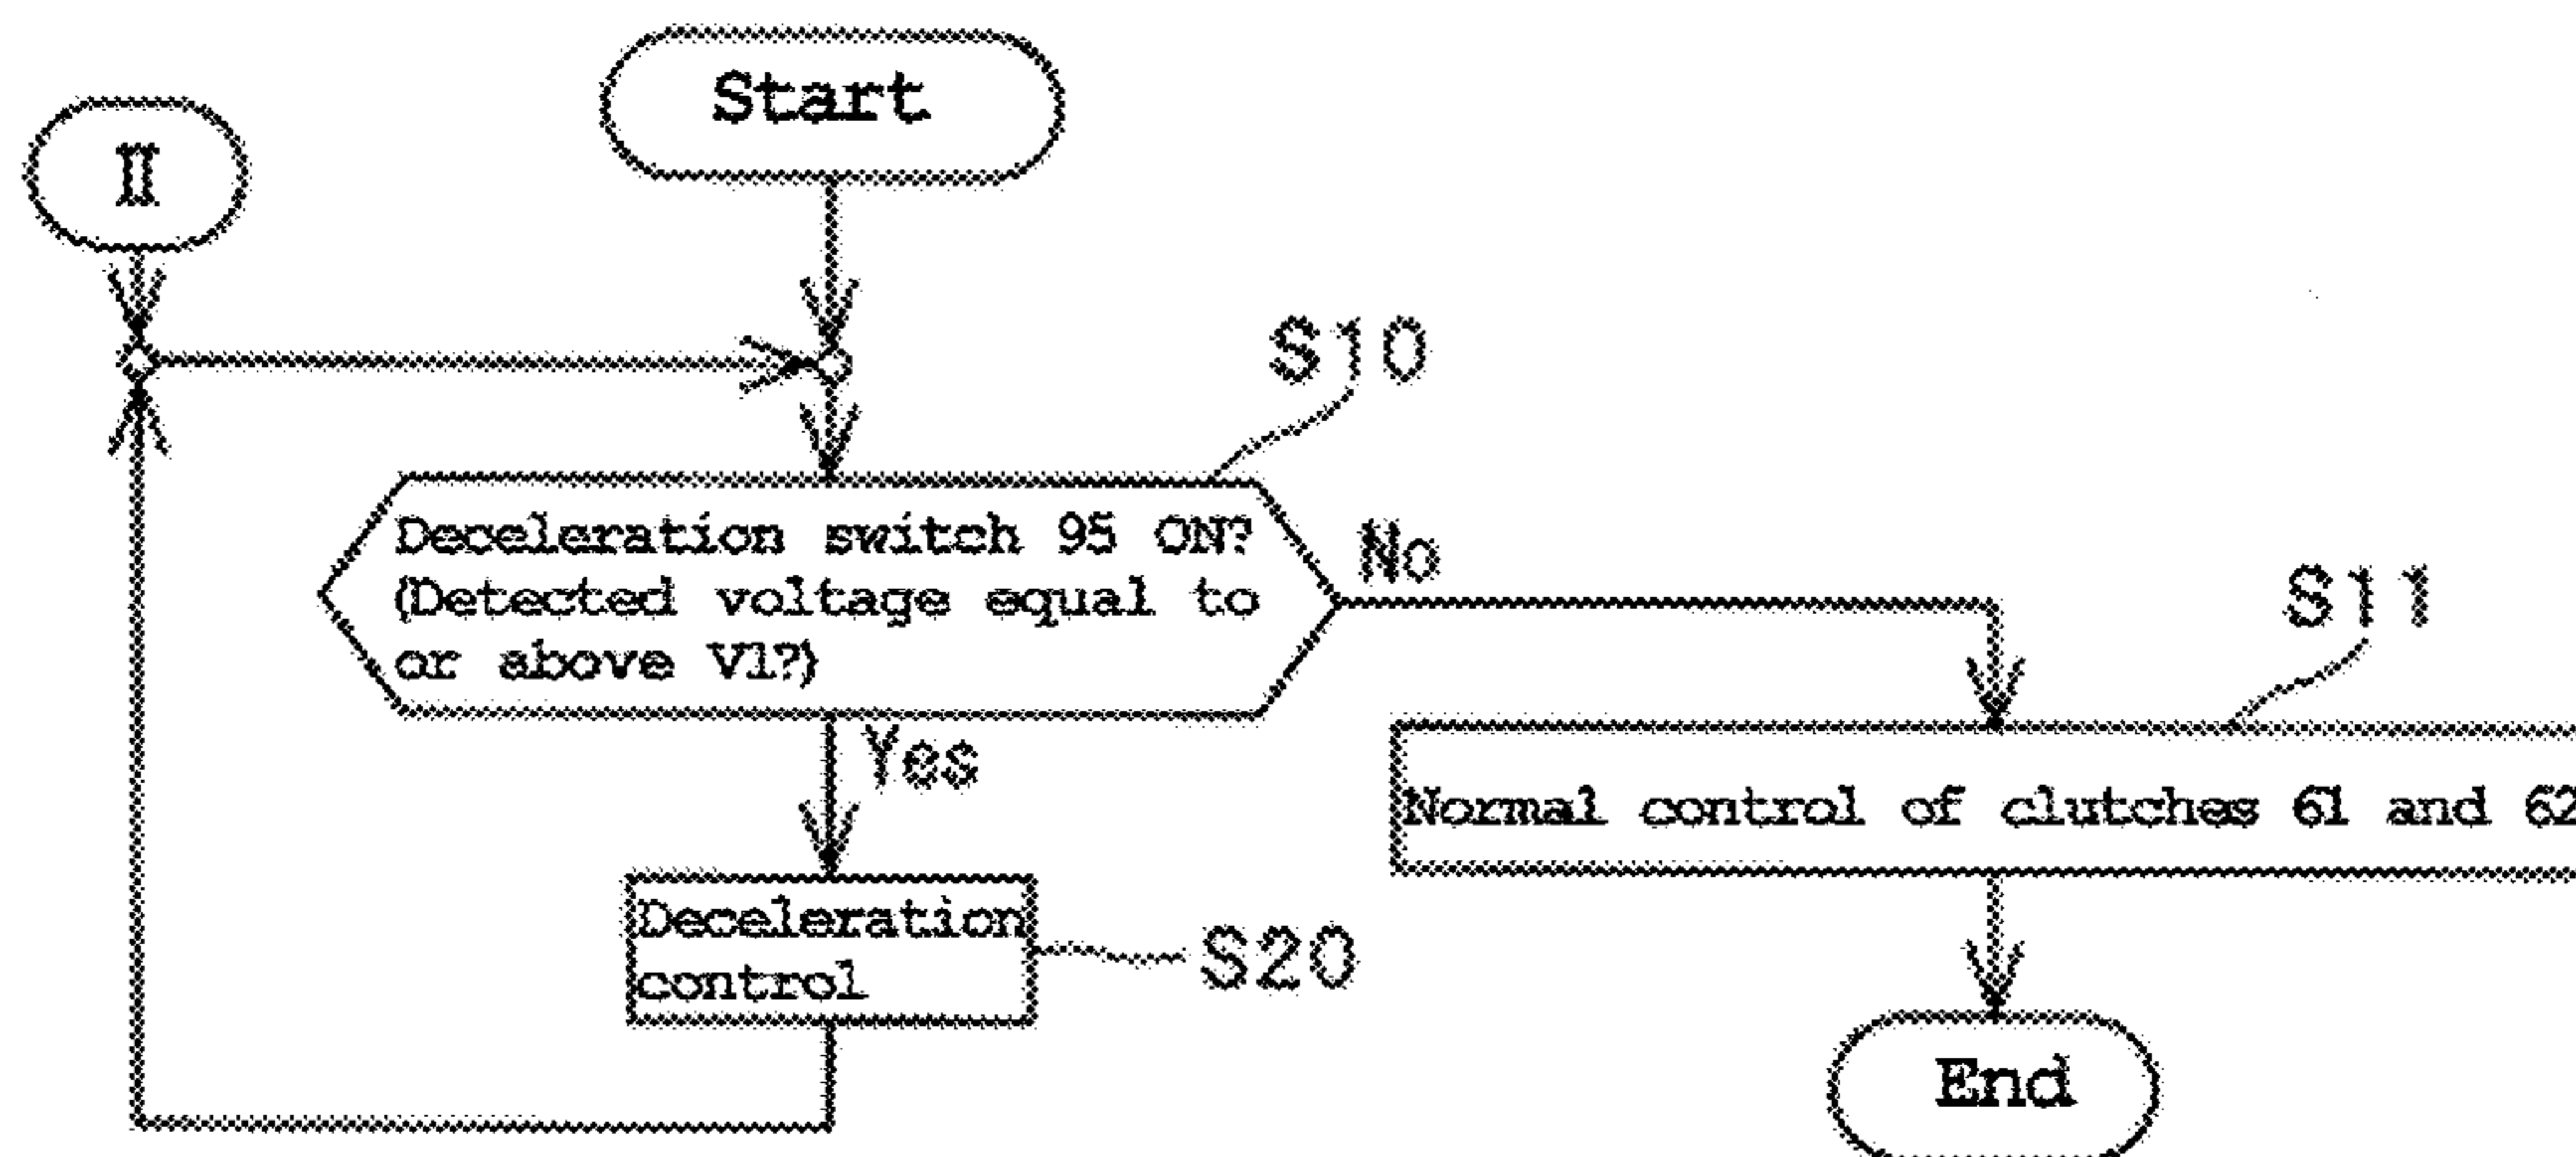 Start
II
S10
Deceleration switch 95 ON?
(Detected voltage equal to
or above V1?)
No
S11
Yes
Normal control of clutches 61 and 62
Deceleration
control
S20
End